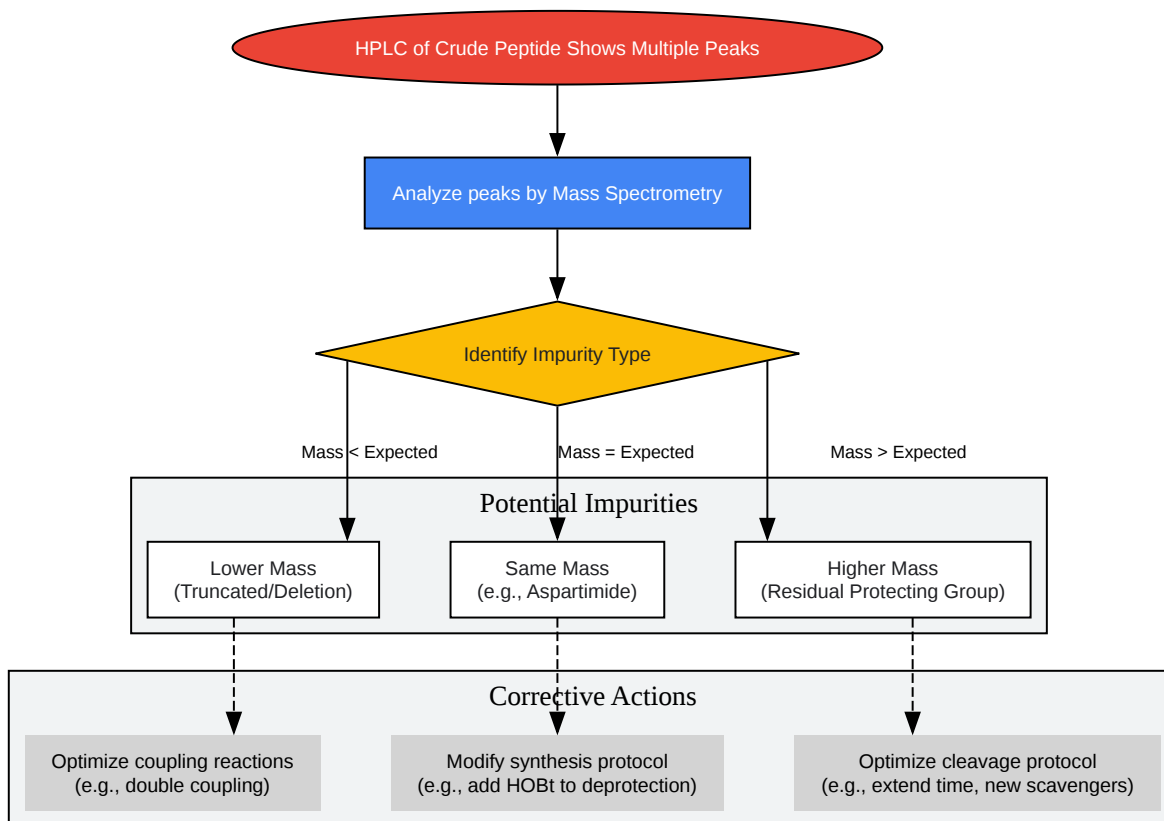 HPLC of Crude Peptide Shows Multiple Peaks
Analyze peaks by Mass Spectrometry
Identify Impurity Type
Mass < Expected
Mass = Expected
Mass > Expected
Potential Impurities
Lower Mass
(Truncated/Deletion)
Same Mass
(e.g., Aspartimide)
Higher Mass
(Residual Protecting Group)
Corrective Actions
Optimize coupling reactions
(e.g., double coupling)
Modify synthesis protocol
(e.g., add HOBt to deprotection)
Optimize cleavage protocol
(e.g., extend time, new scavengers)